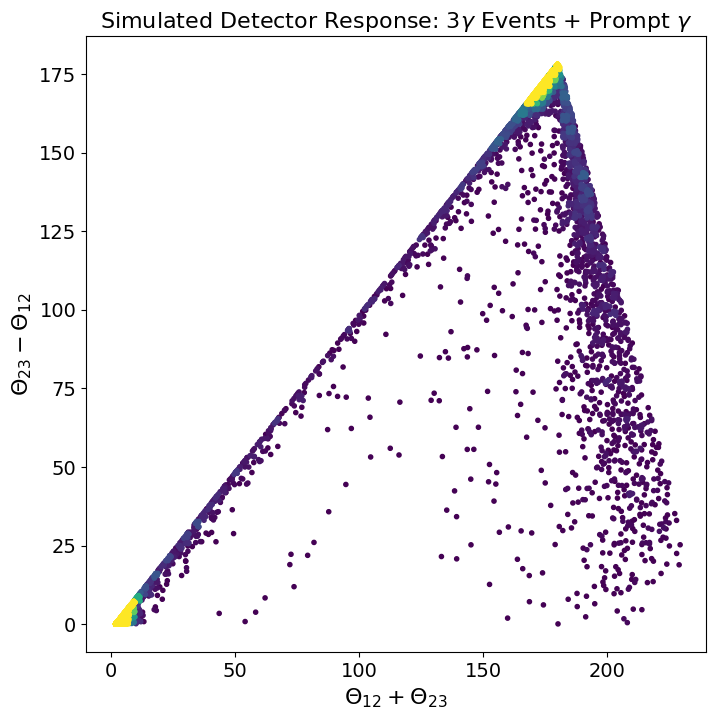 Simulated Detector Response: 3γ Events + Prompt γ
Θ₂₃ − Θ₁₂
175
150
125
100
75
50
25
0
0 50 100 150 200
Θ₁₂ + Θ₂₃